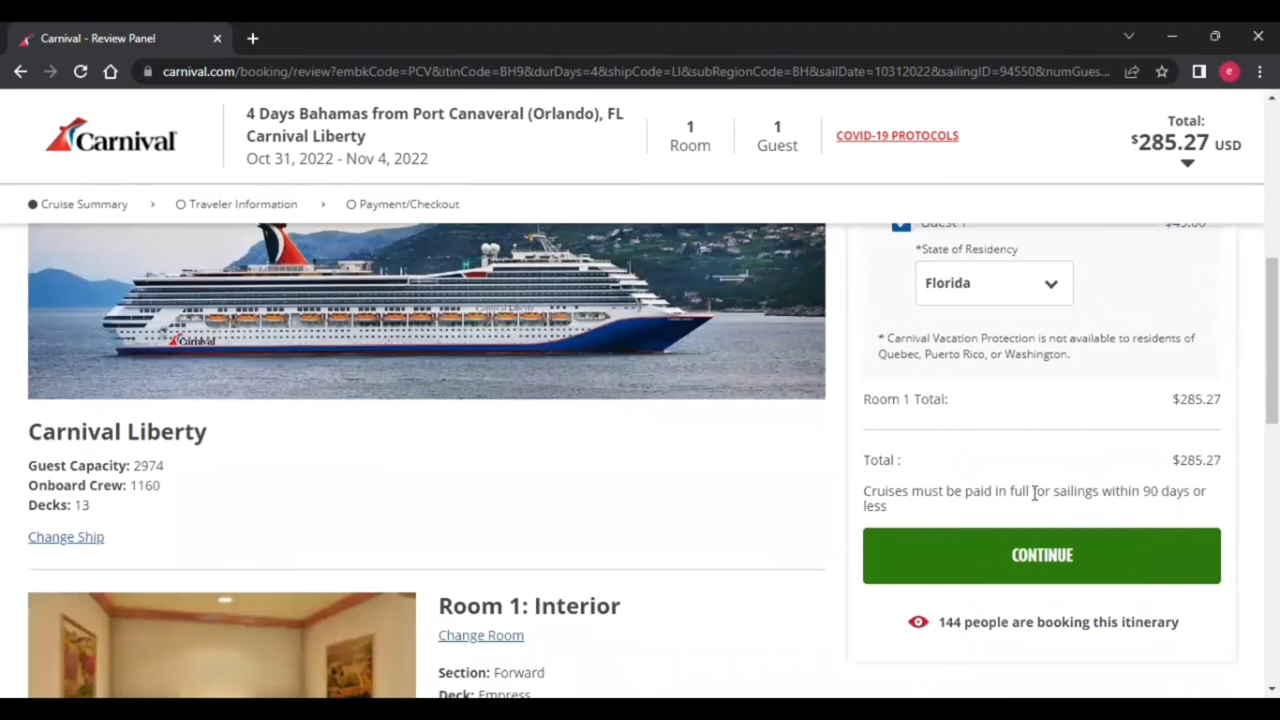 Carnival - Review Panel
carnival.com/booking/review?embkCode=PCV&itinCode=BH9&durDays=4&shipCode=LI&subRegionCode=BH&sailDate=10312022&sailingID=94550&numGues...
e
Carnival
4 Days Bahamas from Port Canaveral (Orlando), FL
Carnival Liberty
Oct 31, 2022 - Nov 4, 2022
1
Room
1
Guest
COVID-19 PROTOCOLS
Total:
$285.27 USD
Cruise Summary
Traveler Information
Payment/Checkout
Carnival
Carnival Liberty
Guest Capacity: 2974
Onboard Crew: 1160
Decks: 13
Change Ship
Room 1: Interior
Change Room
Section: Forward
Deck: Empress
Guest 1
*State of Residency
Florida
* Carnival Vacation Protection is not available to residents of
Quebec, Puerto Rico, or Washington.
Room 1 Total: $285.27
Total : $285.27
Cruises must be paid in full for sailings within 90 days or
less
CONTINUE
144 people are booking this itinerary